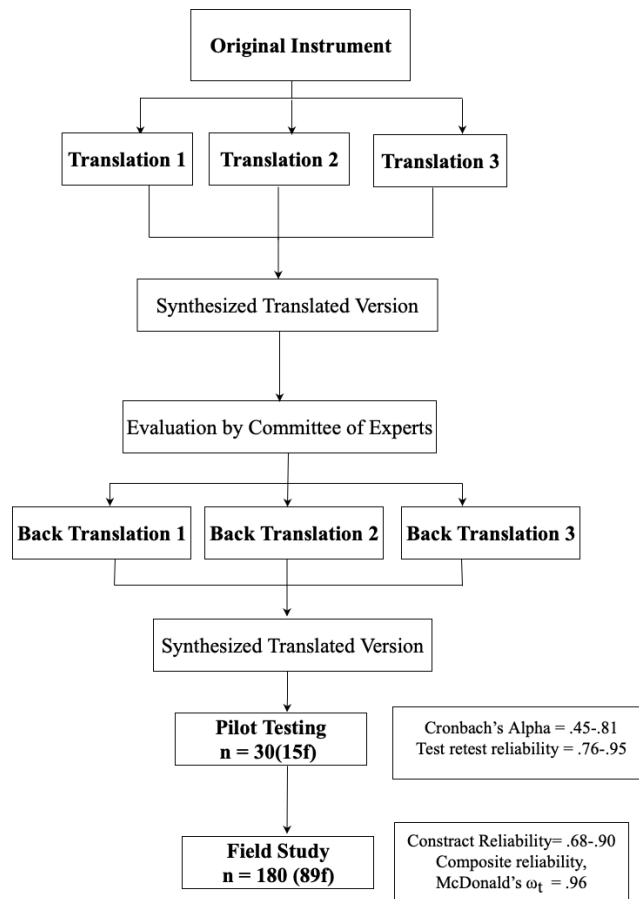 Original Instrument
Translation 1
Translation 2
Translation 3
Synthesized Translated Version
Evaluation by Committee of Experts
Back Translation 1
Back Translation 2
Back Translation 3
Synthesized Translated Version
Pilot Testing
n = 30(15f)
Cronbach's Alpha = .45-.81
Test retest reliability = .76-.95
Field Study
n = 180 (89f)
Constract Reliability= .68-.90
Composite reliability,
McDonald's ωt = .96